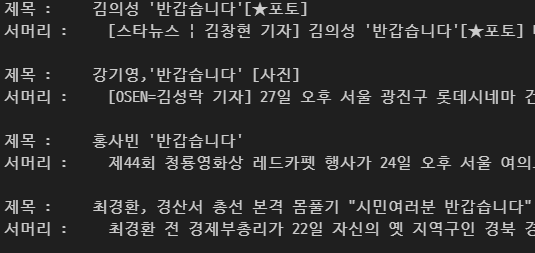 제목 : 김의성 '반갑습니다'[★포토]
서머리 : [스타뉴스 | 김창현 기자] 김의성 '반갑습니다'[★포토]
제목 : 강기영,'반갑습니다' [사진]
서머리 : [OSEN=김성락 기자] 27일 오후 서울 광진구 롯데시네마 건
제목 : 홍사빈 '반갑습니다'
서머리 : 제44회 청룡영화상 레드카펫 행사가 24일 오후 서울 여의
제목 : 최경환, 경산서 총선 본격 몸풀기 "시민여러분 반갑습니다"
서머리 : 최경환 전 경제부총리가 22일 자신의 옛 지역구인 경북 경